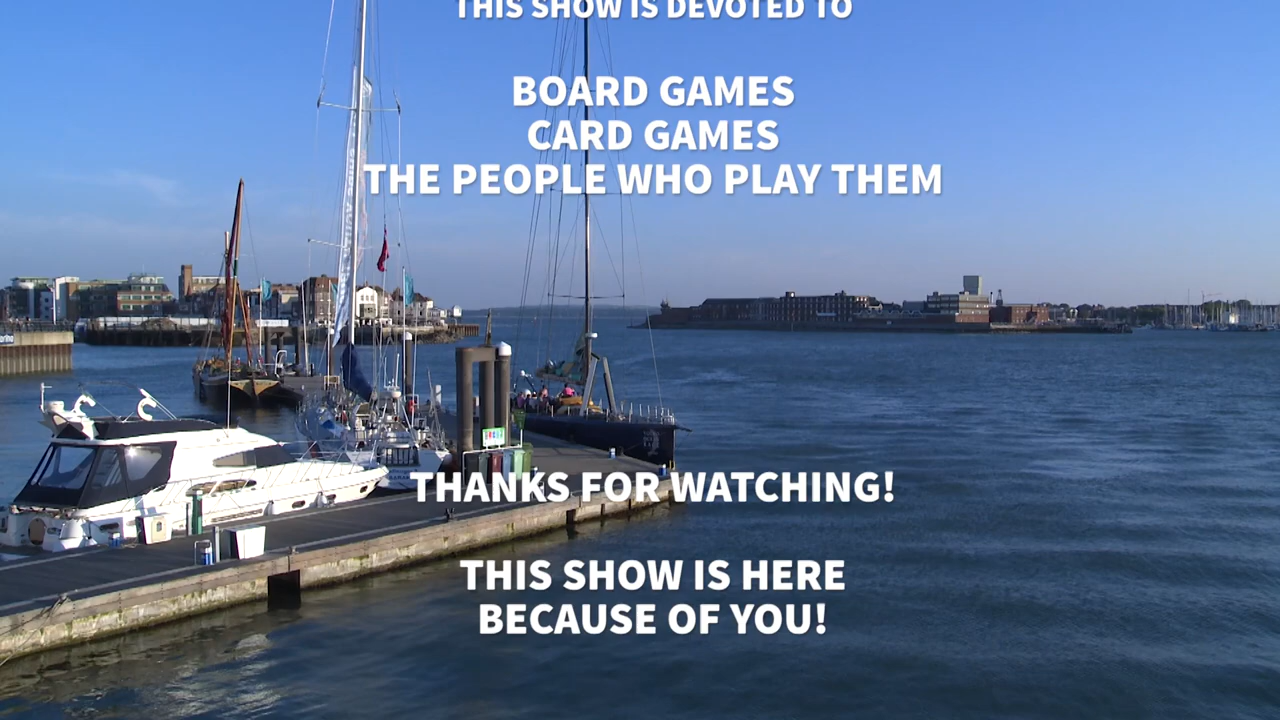 THIS SHOW IS DEVOTED TO
BOARD GAMES
CARD GAMES
THE PEOPLE WHO PLAY THEM
THANKS FOR WATCHING!
THIS SHOW IS HERE
BECAUSE OF YOU!